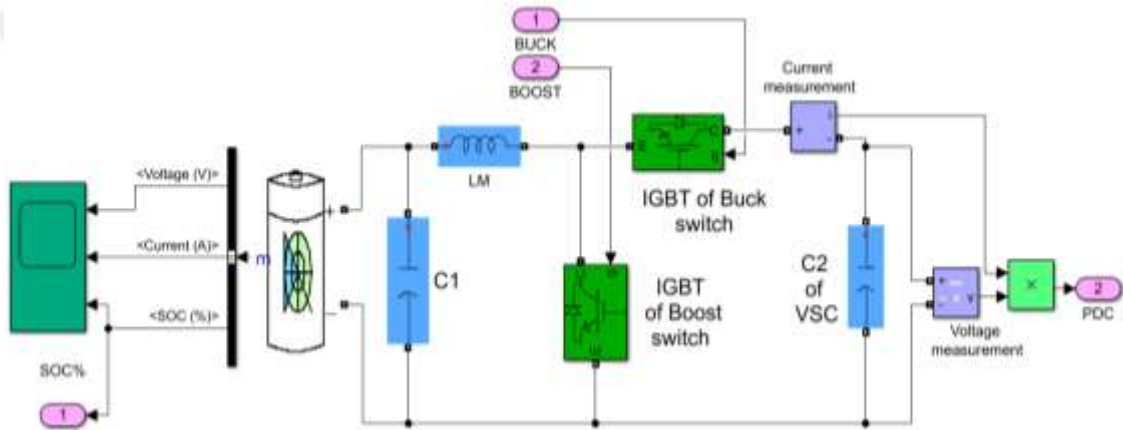 1
BUCK
2
BOOST
Current
measurement
i
+
-
<Voltage (V)>
LM
E
C
g
IGBT of Buck
switch
+
<Current (A)>
m
C1
IGBT
of Boost
switch
C
g
E
C2
of
VSC
+
-
v
×
2
PDC
Voltage
measurement
<SOC (%)>
-
SOC%
1